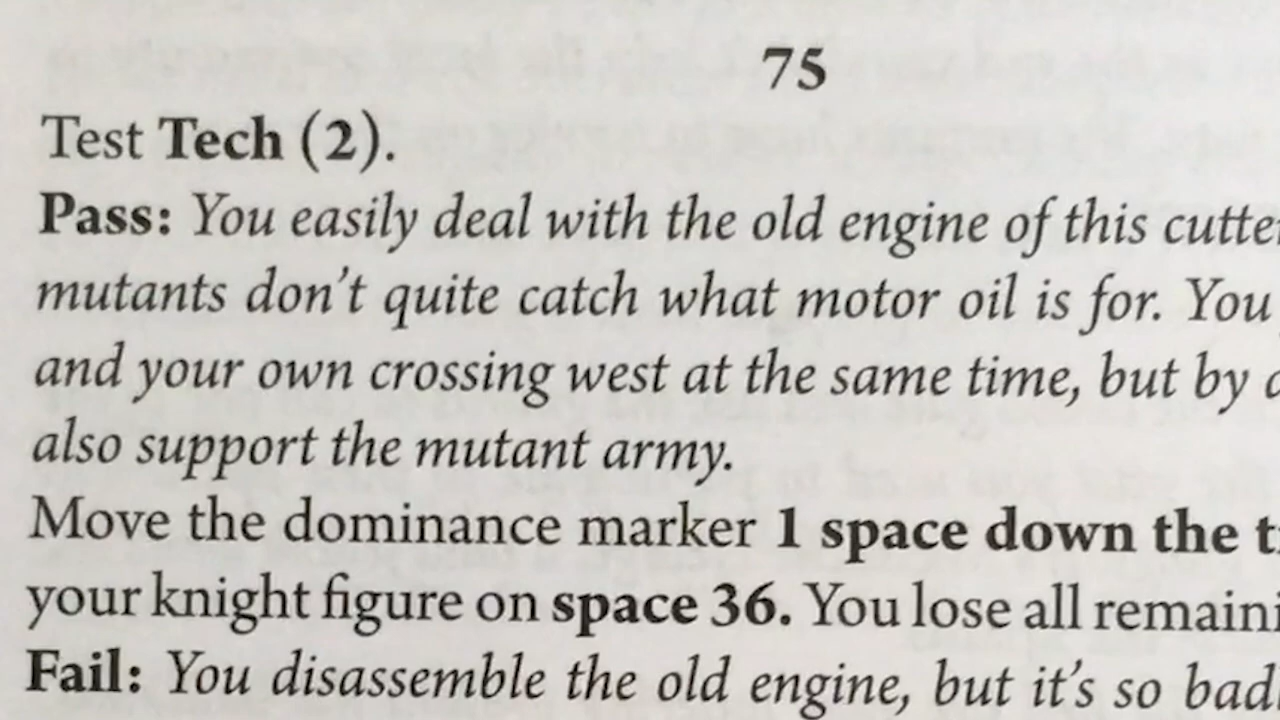 75
Test Tech (2).
Pass: You easily deal with the old engine of this
mutants don't quite catch what motor oil is for. You
and your own crossing west at the same time, but by
also support the mutant army.
Move the dominance marker 1 space down the
your knight figure on space 36. You lose all
Fail: You disassemble the old engine, but it's so